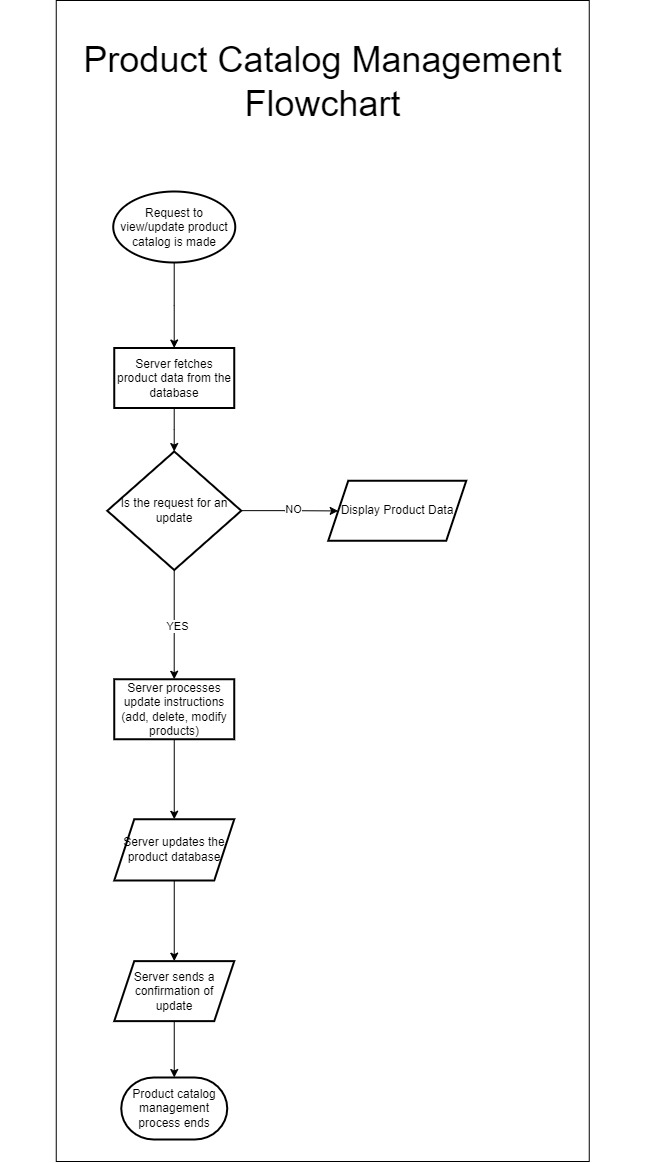 Product Catalog Management
Flowchart
Request to
view/update product
catalog is made
Server fetches
product data from the
database
Is the request for an
update
NO
Display Product Data
YES
Server processes
update instructions
(add, delete, modify
products)
Server updates the
product database
Server sends a
confirmation of
update
Product catalog
management
process ends